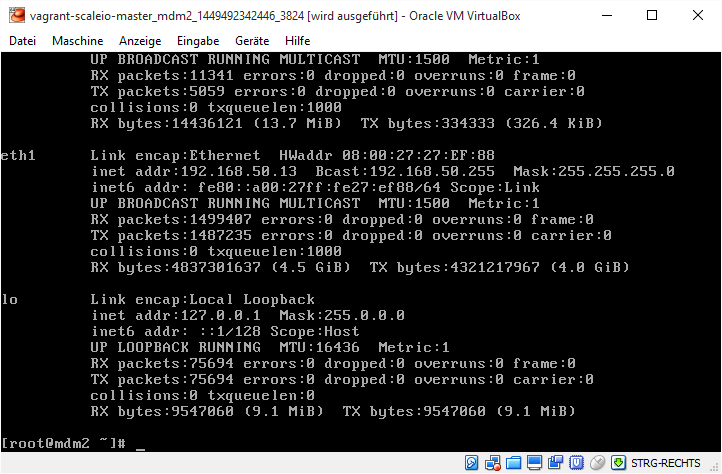 vagrant-scaleio-master_mdm2_1449492342446_3824 [wird ausgeführt] - Oracle VM VirtualBox
Datei Maschine Anzeige Eingabe Geräte Hilfe
UP BROADCAST RUNNING MULTICAST  MTU:1500  Metric:1
RX packets:11341 errors:0 dropped:0 overruns:0 frame:0
TX packets:5059 errors:0 dropped:0 overruns:0 carrier:0
collisions:0 txqueuelen:1000
RX bytes:14436121 (13.7 MiB)  TX bytes:334333 (326.4 KiB)
eth1      Link encap:Ethernet  HWaddr 08:00:27:27:EF:88
inet addr:192.168.50.13  Bcast:192.168.50.255  Mask:255.255.255.0
inet6 addr: fe80::a00:27ff:fe27:ef88/64 Scope:Link
UP BROADCAST RUNNING MULTICAST  MTU:1500  Metric:1
RX packets:1499407 errors:0 dropped:0 overruns:0 frame:0
TX packets:1487235 errors:0 dropped:0 overruns:0 carrier:0
collisions:0 txqueuelen:1000
RX bytes:4837301637 (4.5 GiB)  TX bytes:4321217967 (4.0 GiB)
lo        Link encap:Local Loopback
inet addr:127.0.0.1  Mask:255.0.0.0
inet6 addr: ::1/128 Scope:Host
UP LOOPBACK RUNNING  MTU:16436  Metric:1
RX packets:75694 errors:0 dropped:0 overruns:0 frame:0
TX packets:75694 errors:0 dropped:0 overruns:0 carrier:0
collisions:0 txqueuelen:0
RX bytes:9547060 (9.1 MiB)  TX bytes:9547060 (9.1 MiB)
[root@mdm2 ~]# _
STRG-RECHTS